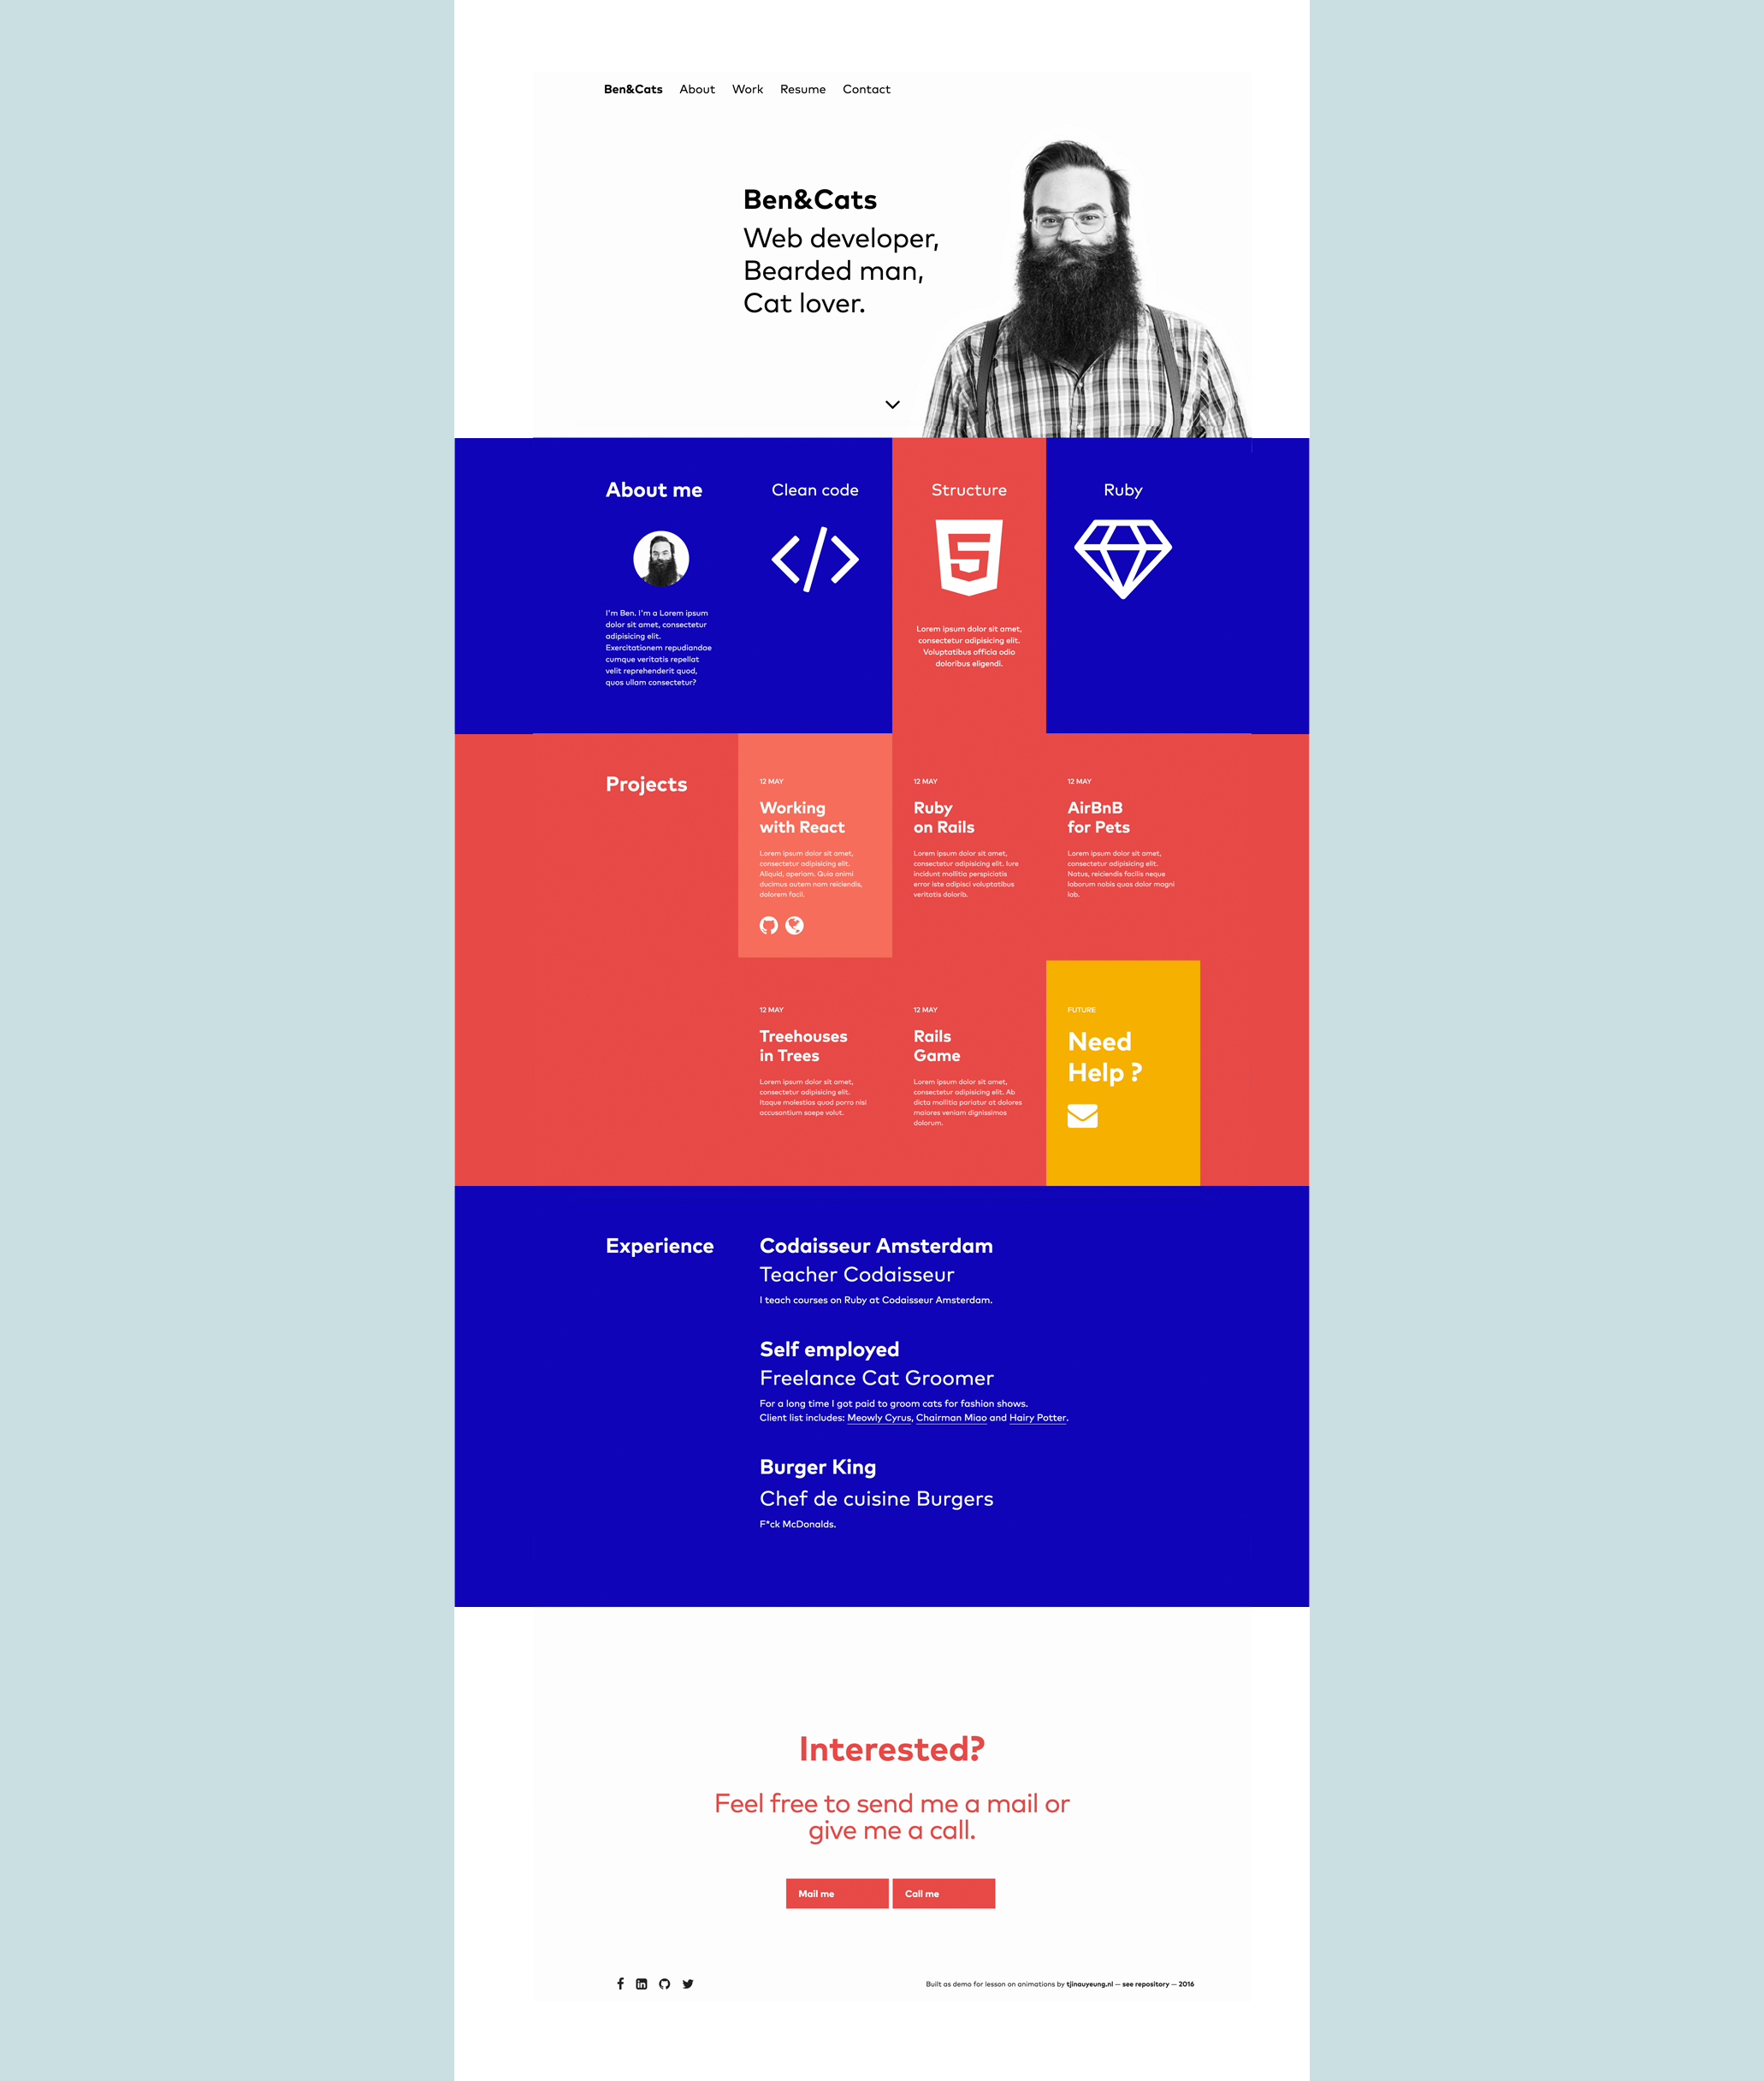 Ben&Cats About Work Resume Contact
Ben&Cats
Web developer,
Bearded man,
Cat lover.
About me
I'm Ben. I'm a Lorem ipsum
dolor sit amet, consectetur
adipisicing elit.
Exercitationem repudiandae
cumque veritatis repellat
velit reprehenderit quod,
quos ullam consectetur?
Clean code
Structure
Lorem ipsum dolor sit amet,
consectetur adipisicing elit.
Voluptatibus officia odio
doloribus eligendi.
Ruby
Projects
12 MAY
Working
with React
Lorem ipsum dolor sit amet,
consectetur adipisicing elit.
Aliquid, aperiam. Quia animi
ducimus autem nam reiciendis,
dolorem facil.
12 MAY
Ruby
on Rails
Lorem ipsum dolor sit amet,
consectetur adipisicing elit. Iure
incidunt mollitia perspiciatis
error iste adipisci voluptatibus
veritatis dolorib.
12 MAY
AirBnB
for Pets
Lorem ipsum dolor sit amet,
consectetur adipisicing elit.
Natus, reiciendis facilis neque
laborum nobis quas dolor magni
lab.
12 MAY
Treehouses
in Trees
Lorem ipsum dolor sit amet,
consectetur adipisicing elit.
Itaque molestias quod porro nisi
accusantium saepe volut.
12 MAY
Rails
Game
Lorem ipsum dolor sit amet,
consectetur adipisicing elit. Ab
dicta mollitia pariatur at dolores
maiores veniam dignissimos
dolorum.
FUTURE
Need
Help ?
Experience
Codaisseur Amsterdam
Teacher Codaisseur
I teach courses on Ruby at Codaisseur Amsterdam.
Self employed
Freelance Cat Groomer
For a long time I got paid to groom cats for fashion shows.
Client list includes: Meowly Cyrus, Chairman Miao and Hairy Potter.
Burger King
Chef de cuisine Burgers
F*ck McDonalds.
Interested?
Feel free to send me a mail or
give me a call.
Mail me
Call me
Built as demo for lesson on animations by tjinauyeung.nl — see repository — 2016